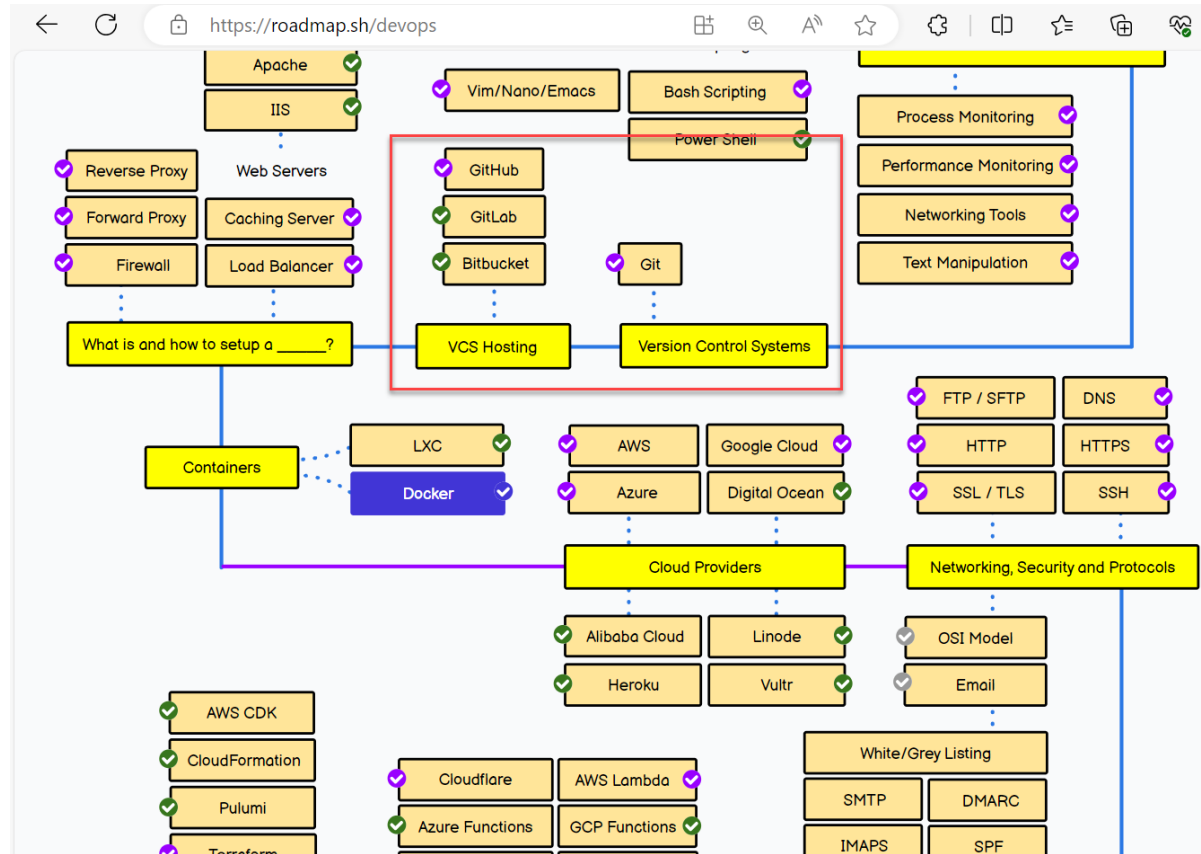 https://roadmap.sh/devops
Apache
IIS
Web Servers
Reverse Proxy
Forward Proxy
Caching Server
Firewall
Load Balancer
What is and how to setup a ______?
Vim/Nano/Emacs
Bash Scripting
Power Shell
GitHub
GitLab
Bitbucket
Git
VCS Hosting
Version Control Systems
Process Monitoring
Performance Monitoring
Networking Tools
Text Manipulation
Containers
LXC
Docker
AWS
Google Cloud
Azure
Digital Ocean
Cloud Providers
Alibaba Cloud
Linode
Heroku
Vultr
FTP / SFTP
DNS
HTTP
HTTPS
SSL / TLS
SSH
Networking, Security and Protocols
OSI Model
Email
White/Grey Listing
SMTP
DMARC
IMAPS
SPF
AWS CDK
CloudFormation
Pulumi
Terraform
Cloudflare
AWS Lambda
Azure Functions
GCP Functions